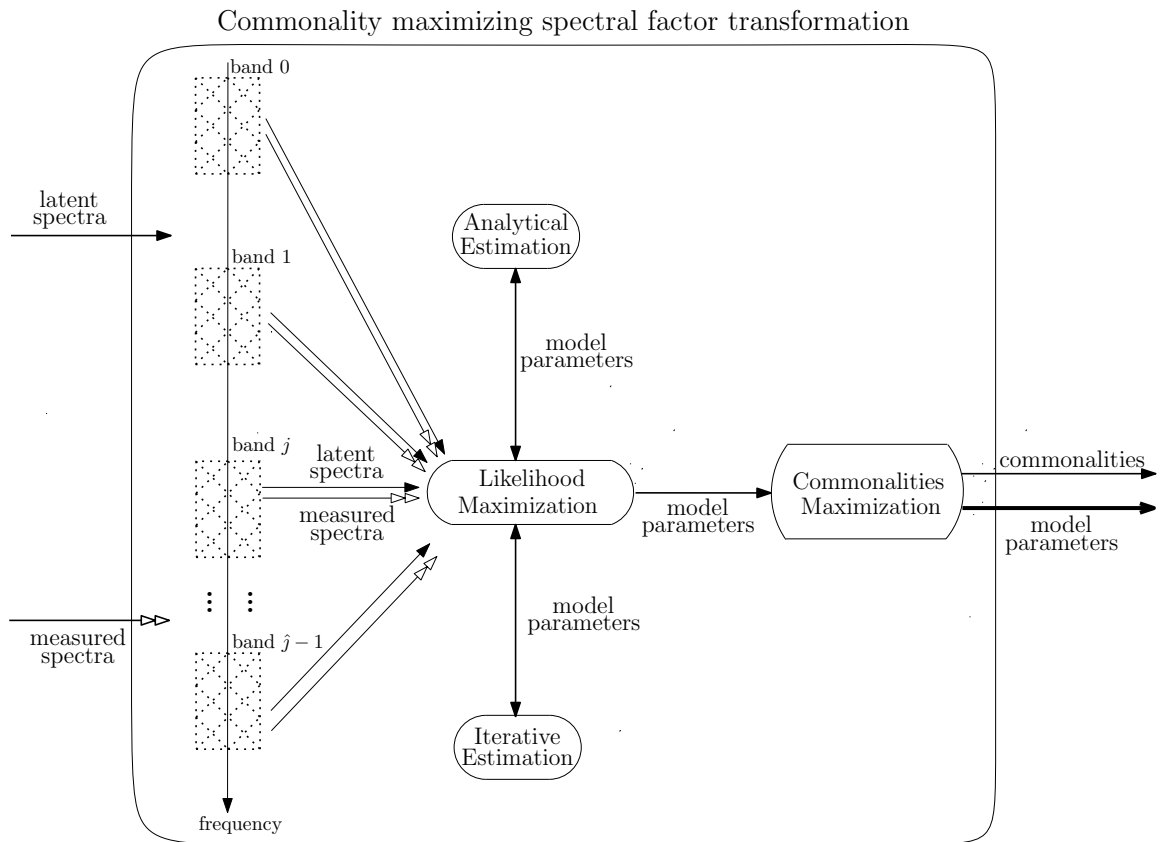 Commonality maximizing spectral factor transformation
band 0
latent
spectra
Analytical
Estimation
band 1
model
parameters
band j
latent
spectra
measured
spectra
Likelihood
Maximization
model
parameters
Commonalities
Maximization
commonalities
model
parameters
measured
spectra
⋮ ⋮
band ĵ − 1
model
parameters
Iterative
Estimation
frequency